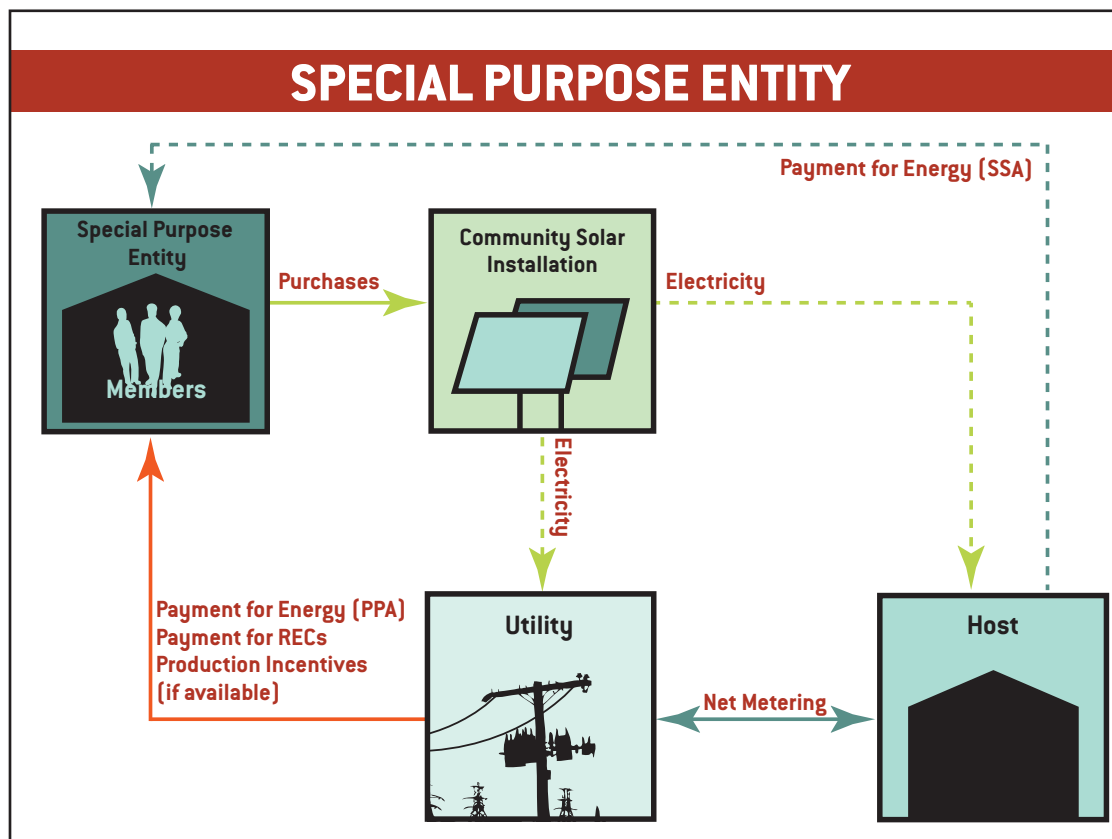 SPECIAL PURPOSE ENTITY
Payment for Energy (SSA)
Special Purpose
Entity
Members
Purchases
Community Solar
Installation
Electricity
Electricity
Payment for Energy (PPA)
Payment for RECs
Production Incentives
(if available)
Utility
Net Metering
Host